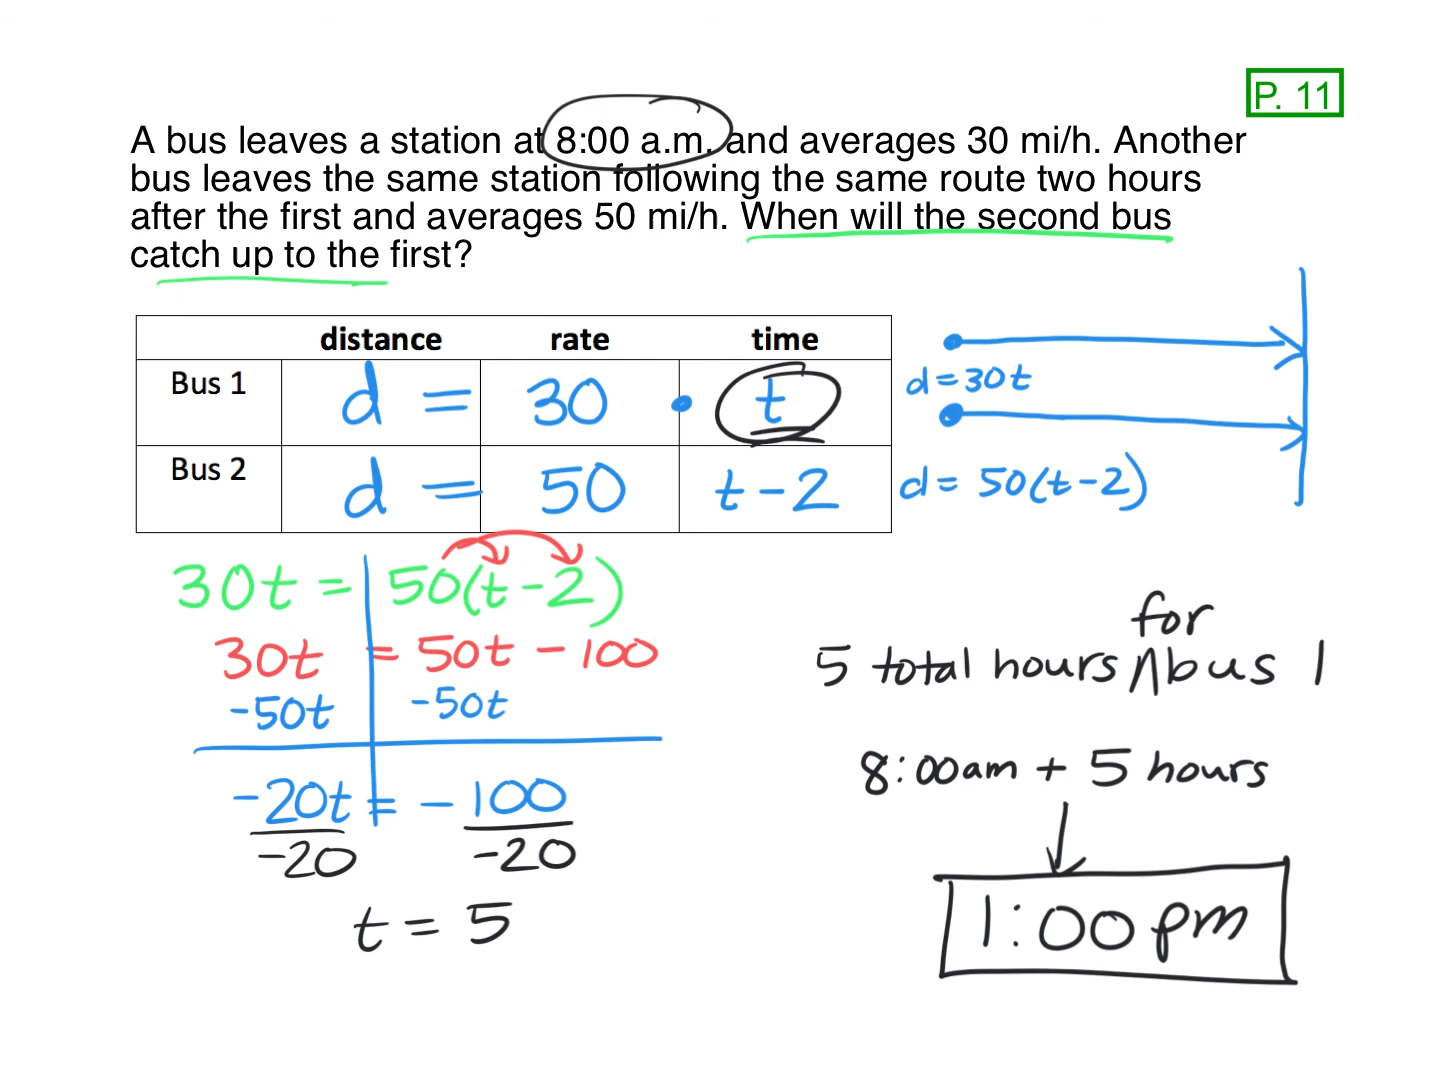 P. 11
A bus leaves a station at 8:00 a.m. and averages 30 mi/h. Another
bus leaves the same station following the same route two hours
after the first and averages 50 mi/h. When will the second bus
catch up to the first?
distance rate time
Bus 1 d = 30 • t
Bus 2 d = 50 t - 2
d = 30t
d = 50(t-2)
30t = 50(t-2)
30t = 50t - 100
-50t -50t
-20t = -100
-20 -20
t = 5
for
5 total hours ∧ bus 1
8:00am + 5 hours
1:00pm